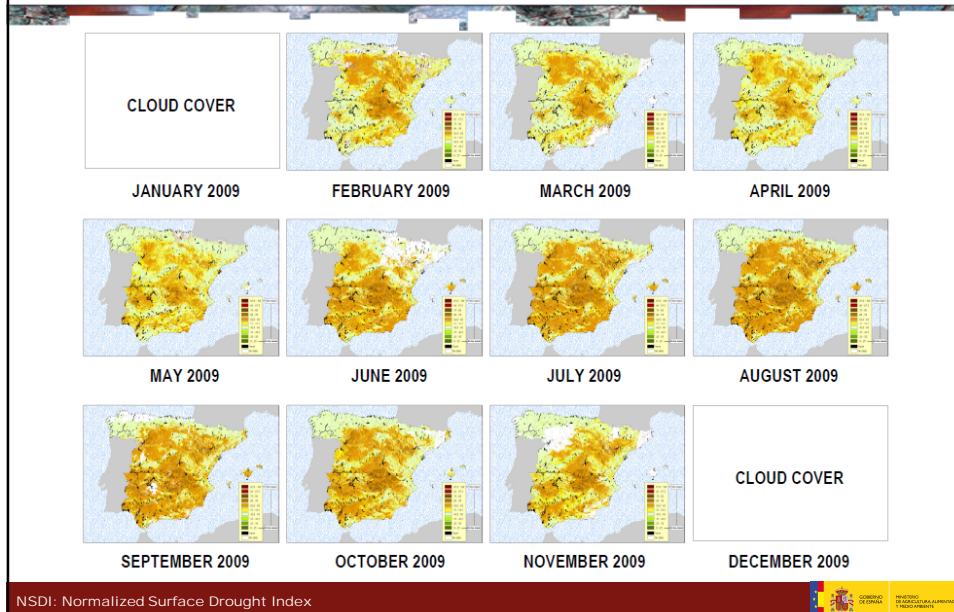 CLOUD COVER
JANUARY 2009
FEBRUARY 2009
MARCH 2009
APRIL 2009
MAY 2009
JUNE 2009
JULY 2009
AUGUST 2009
SEPTEMBER 2009
OCTOBER 2009
NOVEMBER 2009
CLOUD COVER
DECEMBER 2009
NSDI: Normalized Surface Drought Index
GOBIERNO
DE ESPAÑA
MINISTERIO
DE AGRICULTURA, ALIMENTACIÓN
Y MEDIO AMBIENTE